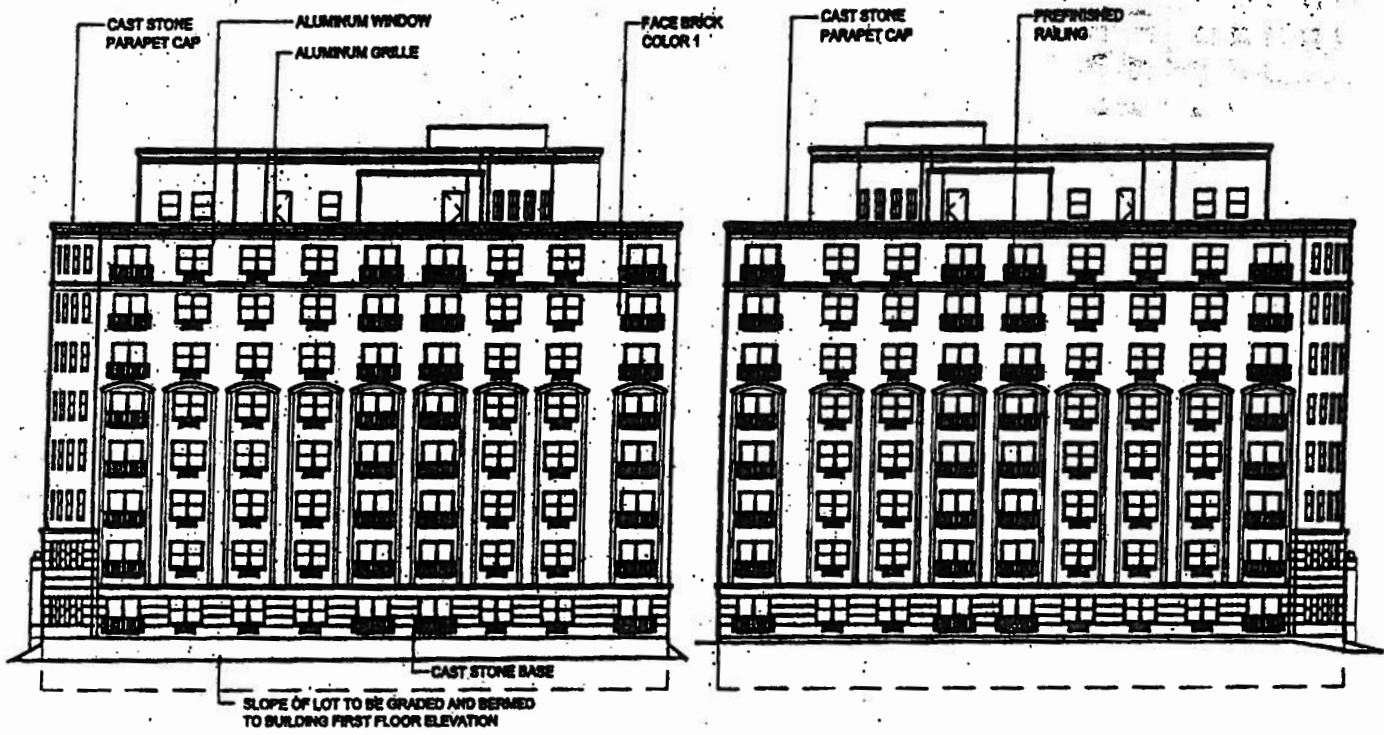 CAST STONE
PARAPET CAP
ALUMINUM WINDOW
ALUMINUM GRILLE
FACE BRICK
COLOR 1
CAST STONE
PARAPET CAP
PREFINISHED
RAILING
CAST STONE BASE
SLOPE OF LOT TO BE GRADED AND BERMED
TO BUILDING FIRST FLOOR ELEVATION